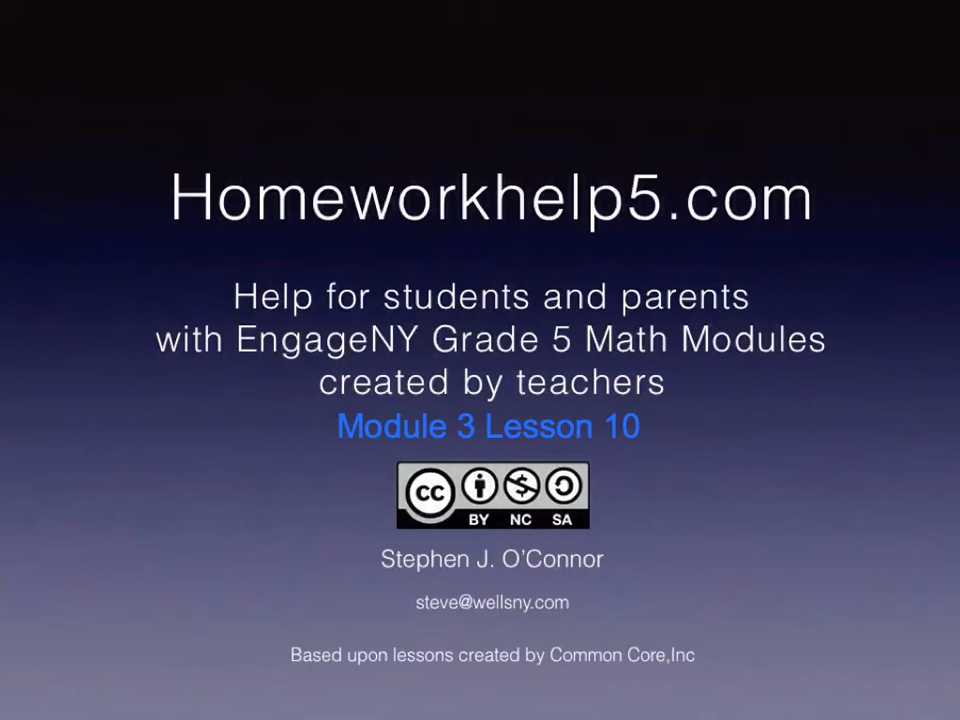 Homeworkhelp5.com
Help for students and parents
with EngageNY Grade 5 Math Modules
created by teachers
Module 3 Lesson 10
cc
BY NC SA
Stephen J. O’Connor
steve@wellsny.com
Based upon lessons created by Common Core,Inc